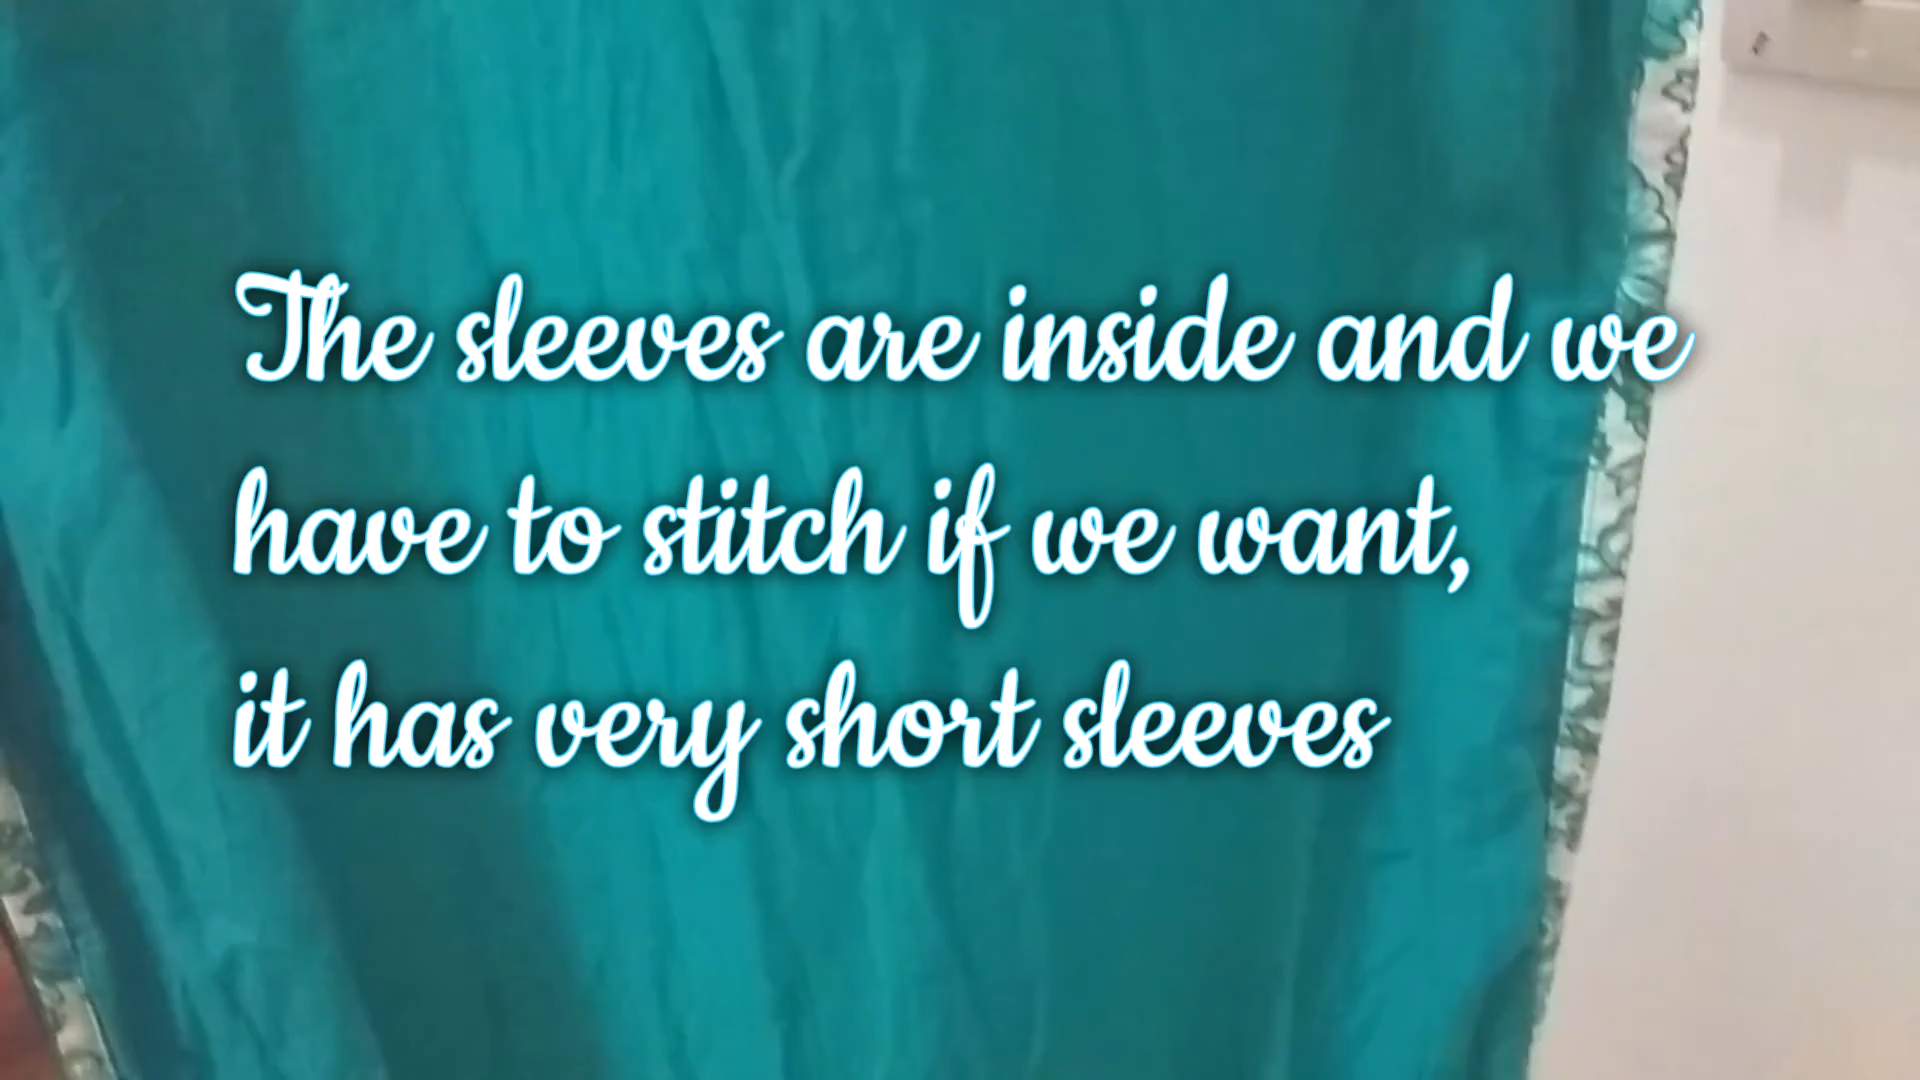 The sleeves are inside and we
have to stitch if we want,
it has very short sleeves